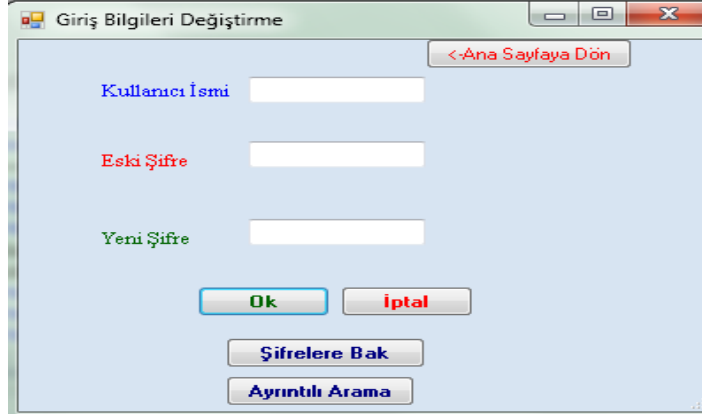 Giriş Bilgileri Değiştirme
<-Ana Sayfaya Dön
Kullanıcı İsmi
Eski Şifre
Yeni Şifre
Ok
İptal
Şifrelere Bak
Ayrıntılı Arama